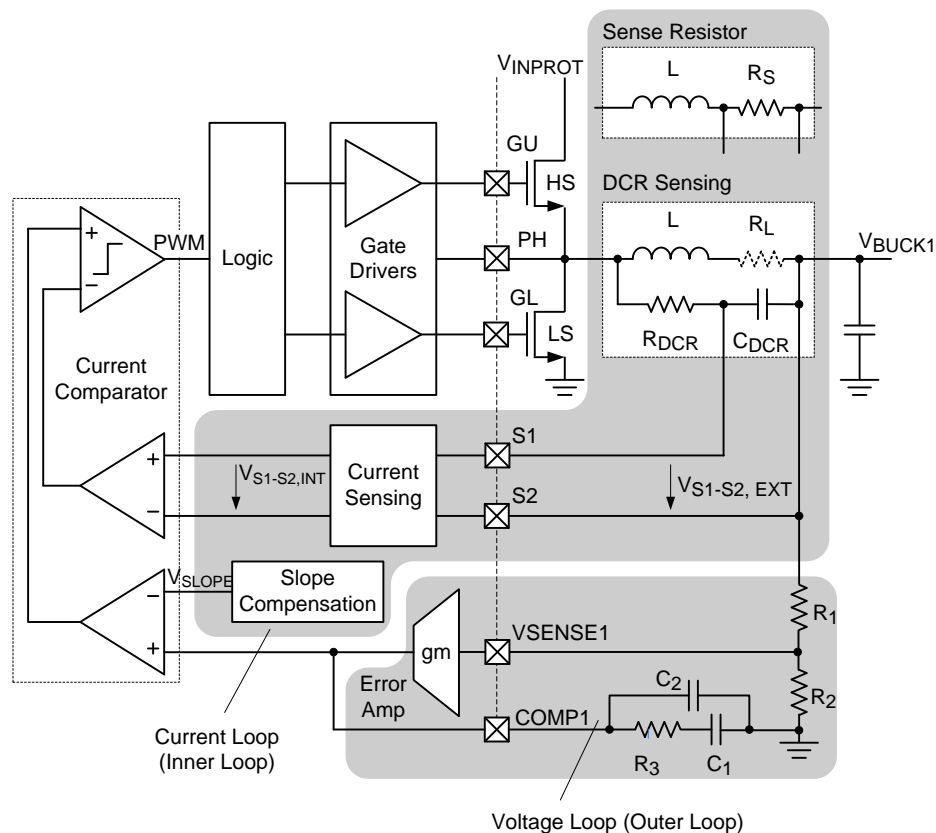 Sense Resistor
L
RS
VINPROT
GU
HS
DCR Sensing
L
RL
VBUCK1
+
PWM
−
Logic
Gate
Drivers
PH
GL
LS
RDCR
CDCR
Current
Comparator
S1
+
VS1-S2,INT
Current
Sensing
VS1-S2, EXT
−
S2
VSLOPE
Slope
Compensation
−
+
R1
gm
VSENSE1
Error
Amp
R2
C2
COMP1
R3
C1
Current Loop
(Inner Loop)
Voltage Loop (Outer Loop)